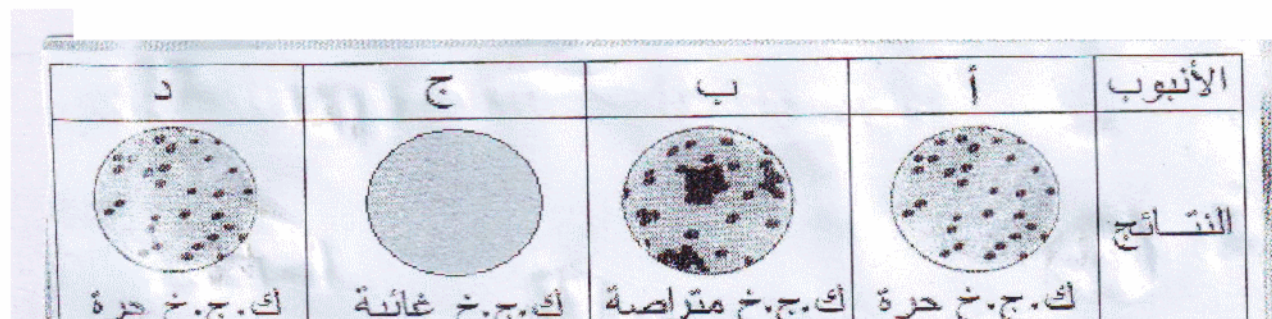 الأنبوب أ ب ج د
النتائج
ك.ج.خ حرة ك.ج.خ متراصة ك.ج.خ غائبة ك.ج.خ حرة